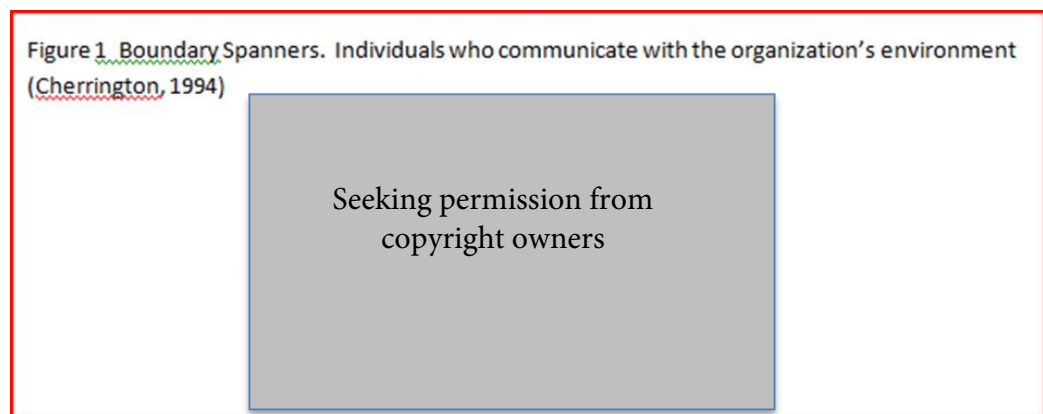 Figure 1  Boundary Spanners.  Individuals who communicate with the organization's environment
(Cherrington, 1994)
Seeking permission from
copyright owners